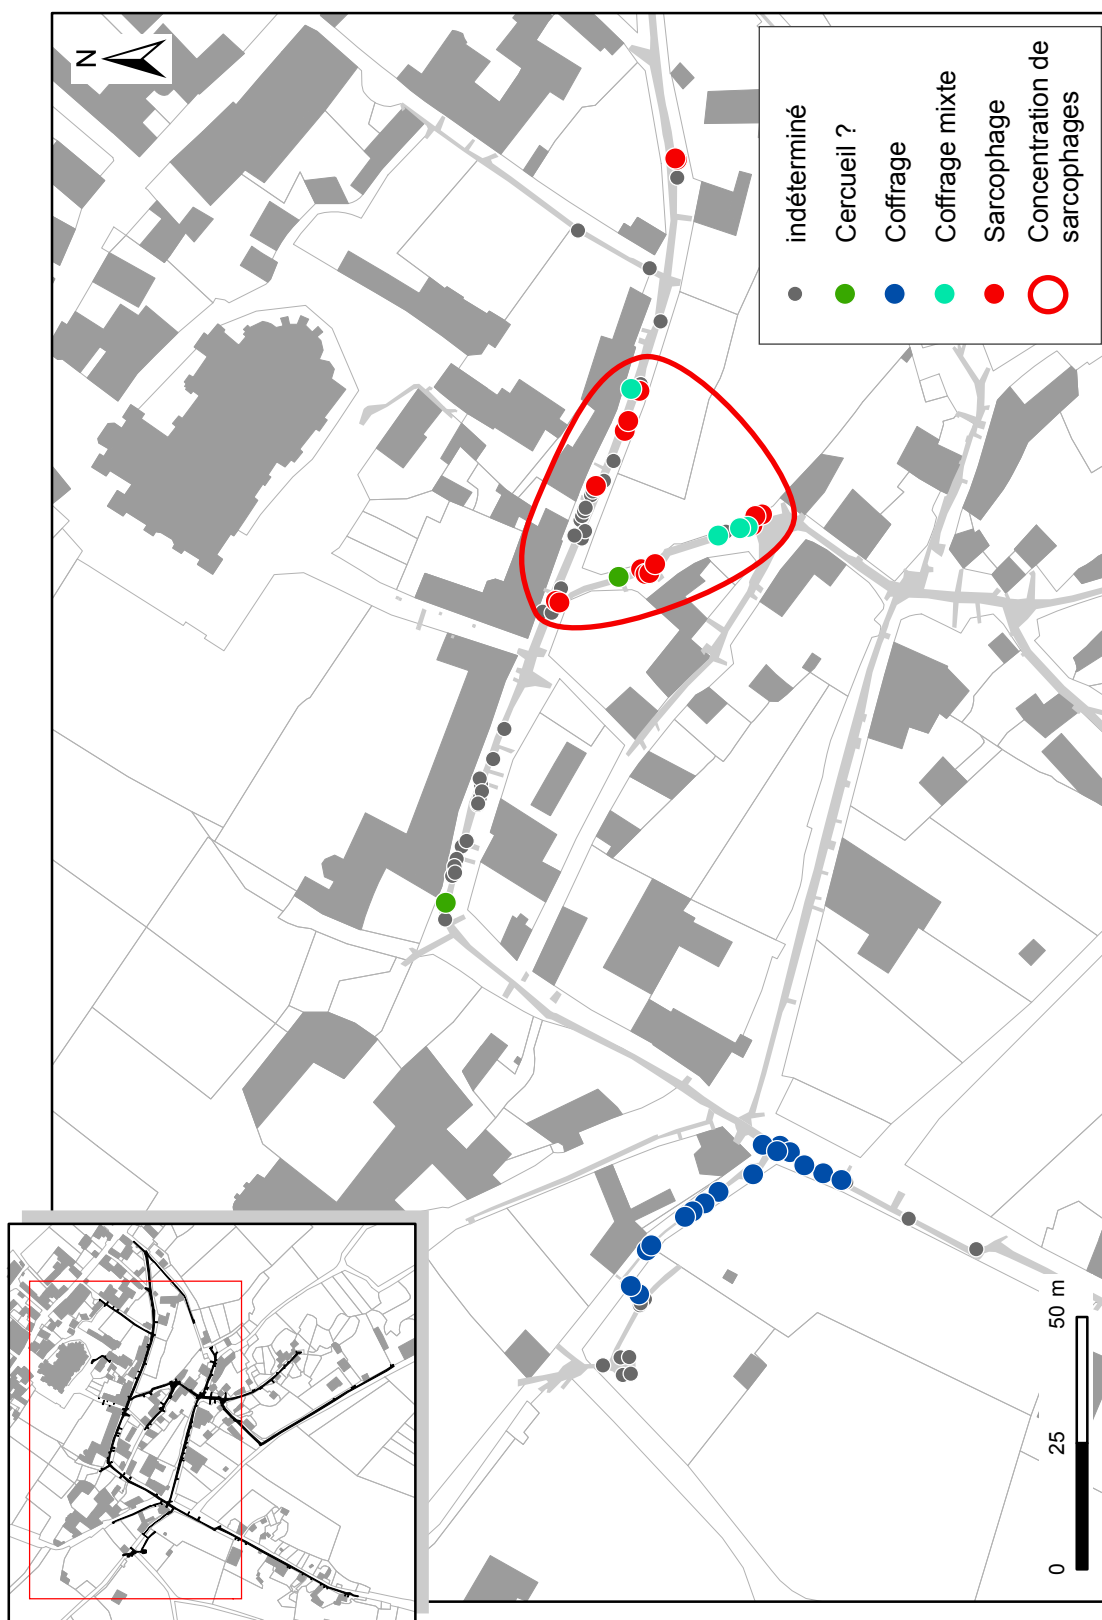 N
indéterminé
Cercueil ?
Coffrage
Coffrage mixte
Sarcophage
Concentration de
sarcophages
0 25 50 m